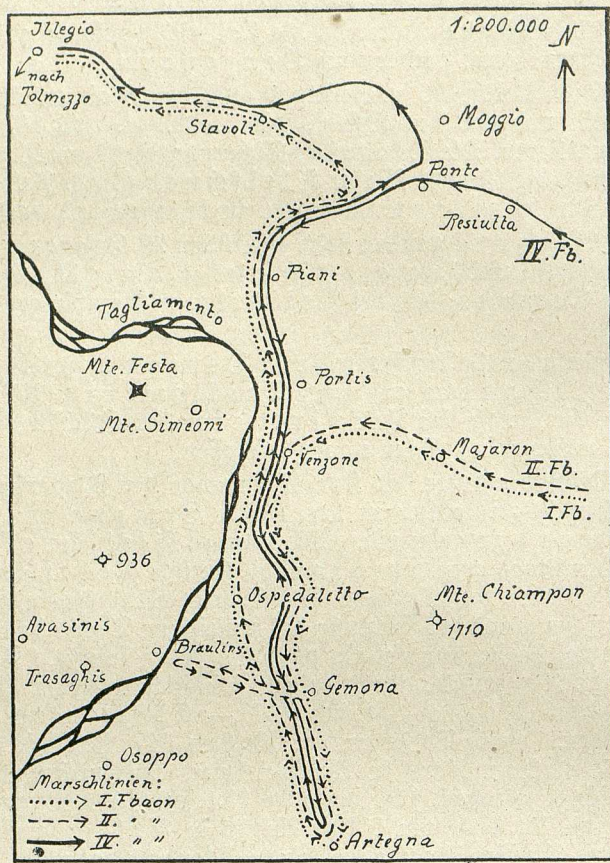 1:200.000
N
Illegio
nach
Tolmezzo
Stavoli
Moggio
Ponte
Resiutta
IV. Fb.
Piani
Tagliamento
Mte. Festa
Portis
Mte. Simeoni
Venzone
Majaron
II. Fb.
I. Fb.
936
Ospedaletto
Mte. Chiampon
1710
Avasinis
Braulins
Trasaghis
Gemona
Osoppo
Marschlinien:
I. Fbaon
II. " "
IV. " "
Artegna